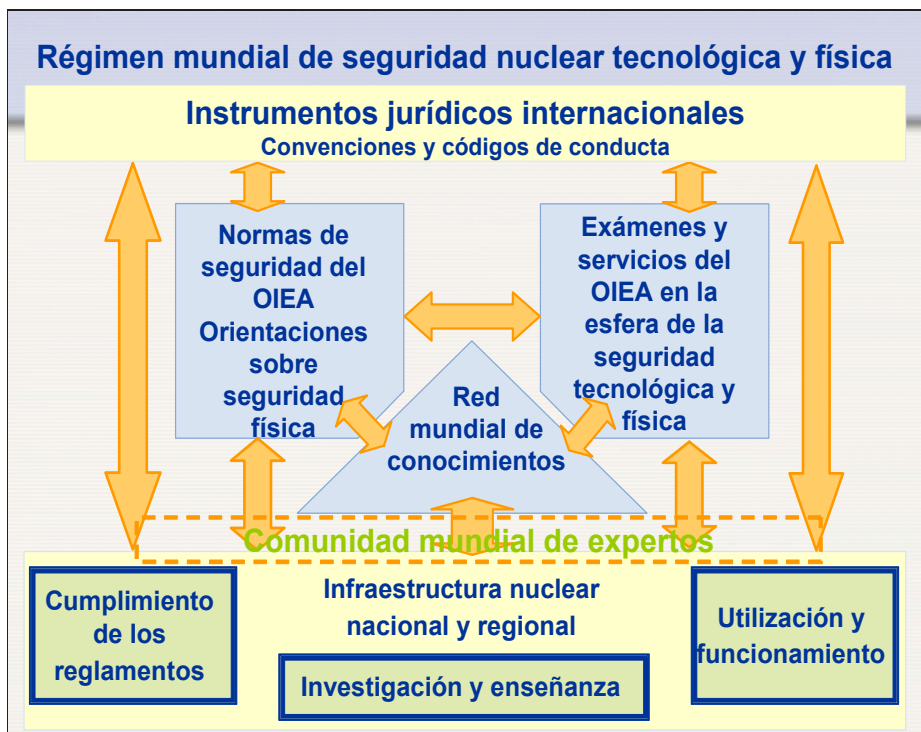 Régimen mundial de seguridad nuclear tecnológica y física
Instrumentos jurídicos internacionales
Convenciones y códigos de conducta
Normas de
seguridad del
OIEA
Orientaciones
sobre
seguridad
física
Exámenes y
servicios del
OIEA en la
esfera de la
seguridad
tecnológica y
física
Red
mundial de
conocimientos
Comunidad mundial de expertos
Cumplimiento
de los
reglamentos
Infraestructura nuclear
nacional y regional
Investigación y enseñanza
Utilización y
funcionamiento